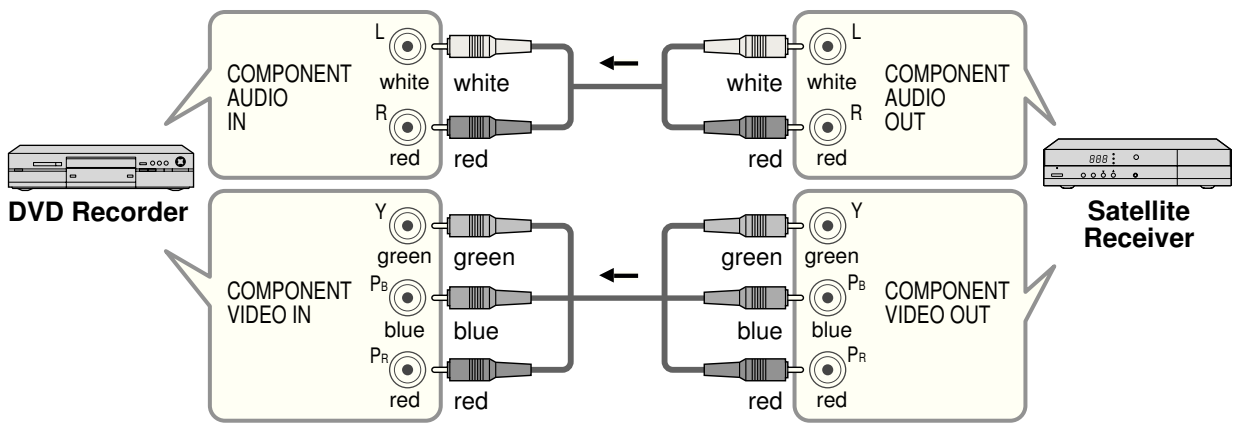 L
COMPONENT
AUDIO
IN
white
white
R
red
red
L
COMPONENT
AUDIO
OUT
white
white
R
red
red
888
DVD Recorder
Satellite
Receiver
Y
green
green
COMPONENT
VIDEO IN
PB
blue
blue
PR
red
red
Y
green
green
COMPONENT
VIDEO OUT
PB
blue
blue
PR
red
red